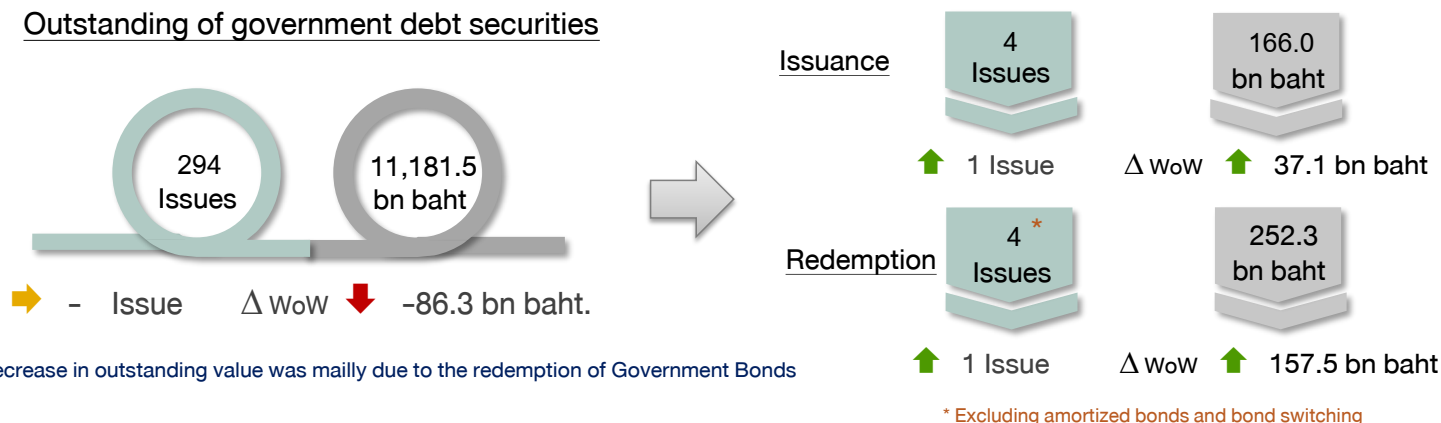 Outstanding of government debt securities
294
Issues
11,181.5
bn baht
- Issue Δ WoW -86.3 bn baht.
ecrease in outstanding value was mailly due to the redemption of Government Bonds
Issuance
4
Issues
166.0
bn baht
1 Issue Δ WoW 37.1 bn baht
Redemption
4 *
Issues
252.3
bn baht
1 Issue Δ WoW 157.5 bn baht
* Excluding amortized bonds and bond switching